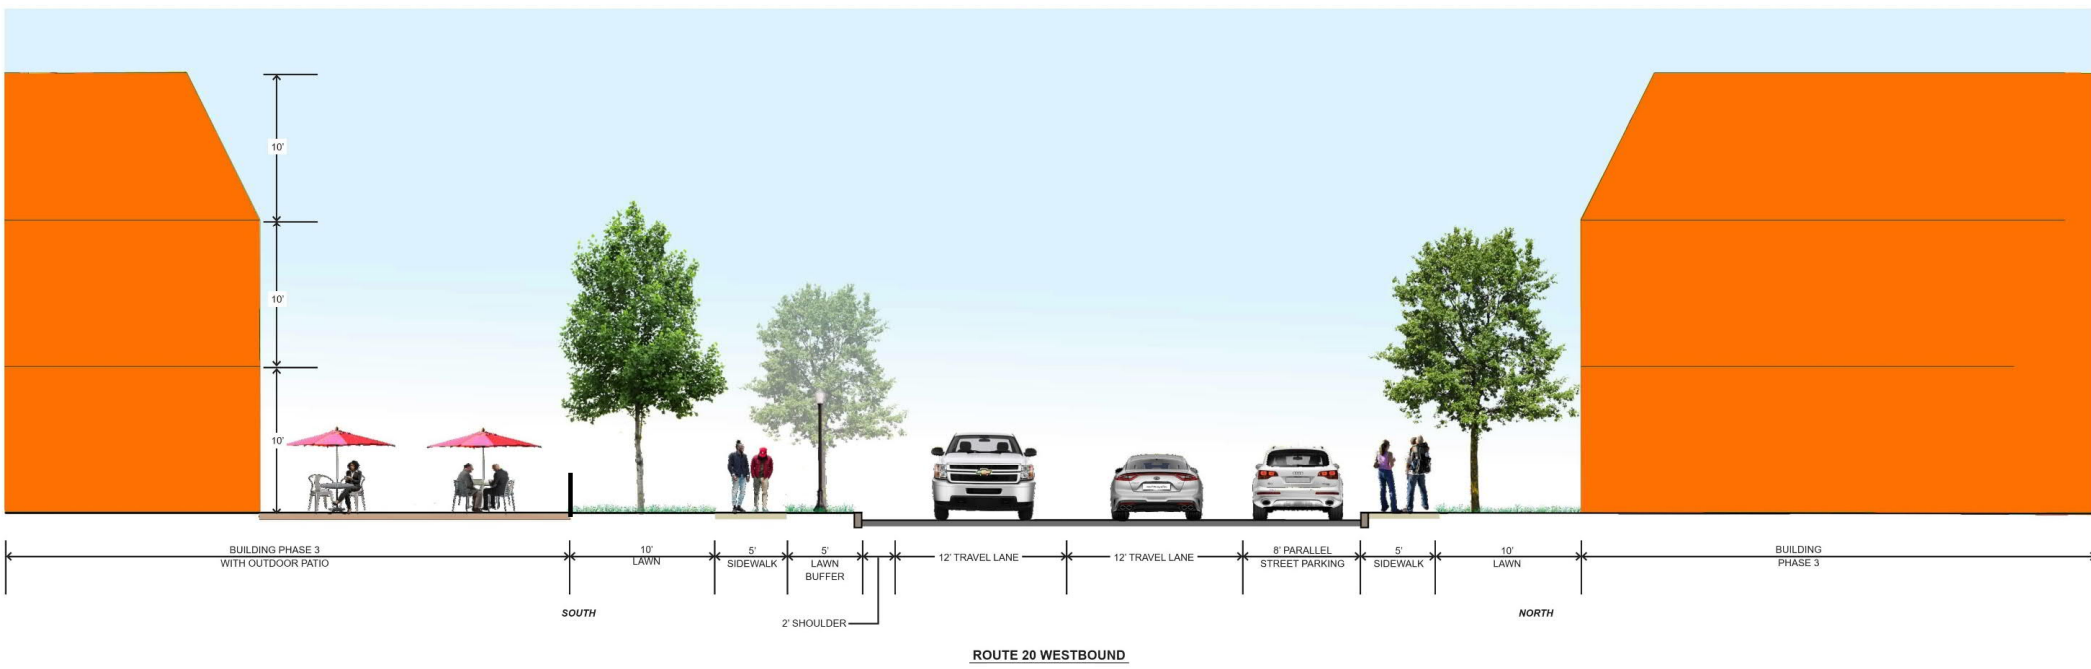 10'
10'
10'
BUILDING PHASE 3
WITH OUTDOOR PATIO
10'
LAWN
5'
SIDEWALK
5'
LAWN
BUFFER
2' SHOULDER
12' TRAVEL LANE
12' TRAVEL LANE
8' PARALLEL
STREET PARKING
5'
SIDEWALK
10'
LAWN
BUILDING
PHASE 3
SOUTH
NORTH
ROUTE 20 WESTBOUND